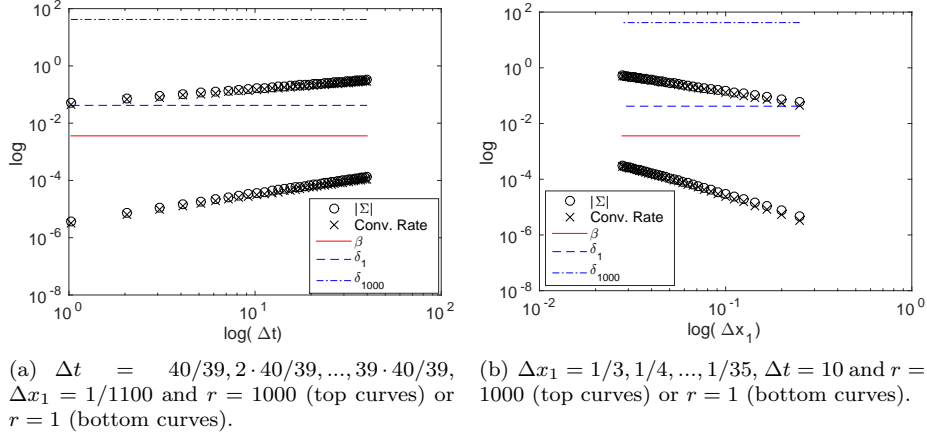 10^2
10^0
10^-2
10^-4
10^-6
10^-8
log
10^0
10^1
10^2
log( Δt)
|Σ|
Conv. Rate
β
δ_1
δ_1000
10^2
10^0
10^-2
10^-4
10^-6
10^-8
log
10^-2
10^-1
10^0
log( Δx_1)
|Σ|
Conv. Rate
β
δ_1
δ_1000
(a) Δt = 40/39, 2 · 40/39, ..., 39 · 40/39,
Δx_1 = 1/1100 and r = 1000 (top curves) or
r = 1 (bottom curves).
(b) Δx_1 = 1/3, 1/4, ..., 1/35, Δt = 10 and r =
1000 (top curves) or r = 1 (bottom curves).